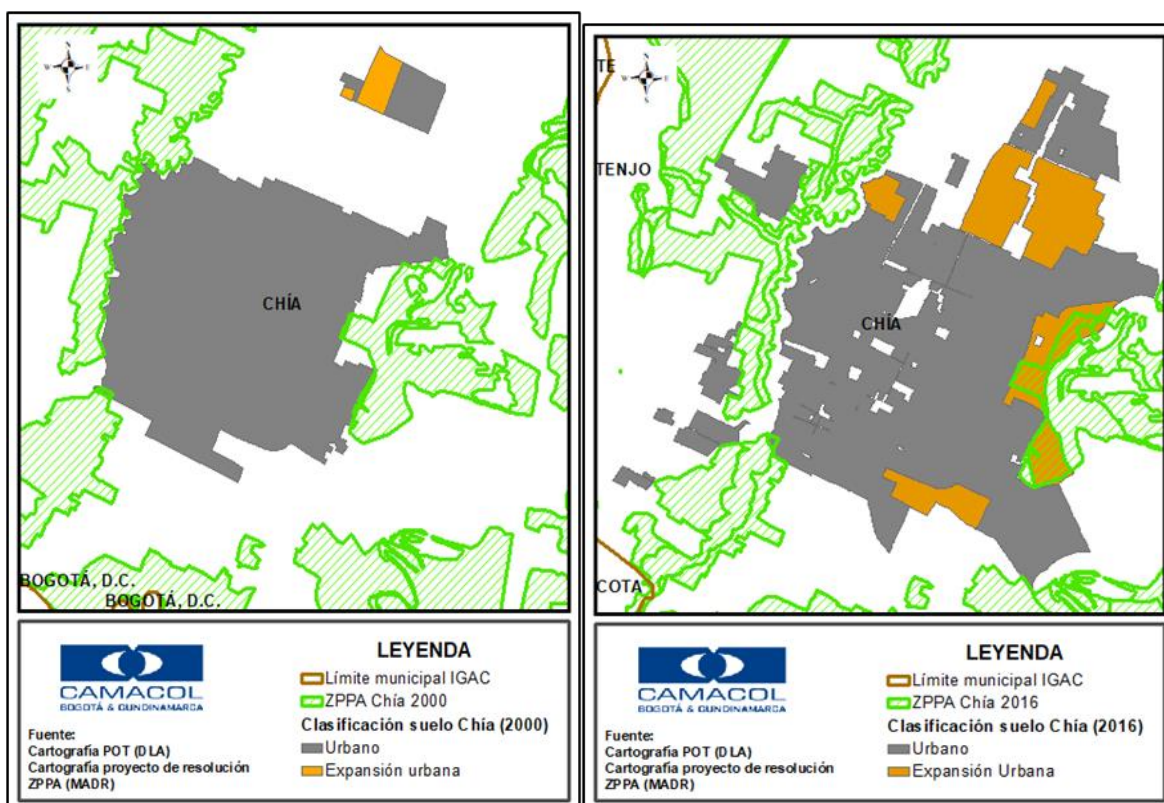 N
W E
S
CHÍA
BOGOTÁ, D.C.
BOGOTÁ, D.C.
CAMACOL
BOGOTÁ & CUNDINAMARCA
Fuente:
Cartografía POT (DLA)
Cartografía proyecto de resolución
ZPPA (MADR)
LEYENDA
Límite municipal IGAC
ZPPA Chía 2000
Clasificación suelo Chía (2000)
Urbano
Expansión urbana
N
W E
S
TE
TENJO
CHÍA
COTA
CAMACOL
BOGOTÁ & CUNDINAMARCA
Fuente:
Cartografía POT (DLA)
Cartografía proyecto de resolución
ZPPA (MADR)
LEYENDA
Límite municipal IGAC
ZPPA Chía 2016
Clasificación suelo Chía (2016)
Urbano
Expansión Urbana